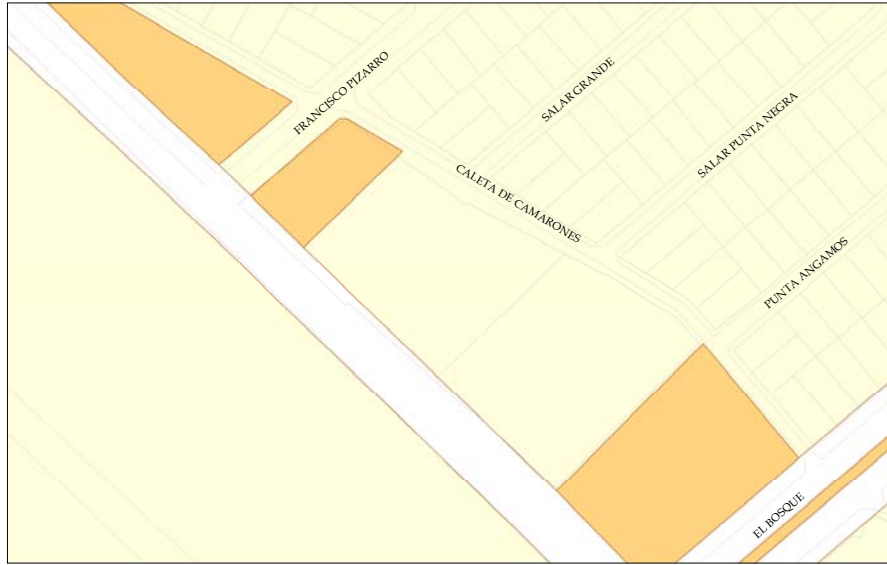 FRANCISCO PIZARRO
SALAR GRANDE
SALAR PUNTA NEGRA
CALETA DE CAMARONES
PUNTA ANGAMOS
EL BOSQUE